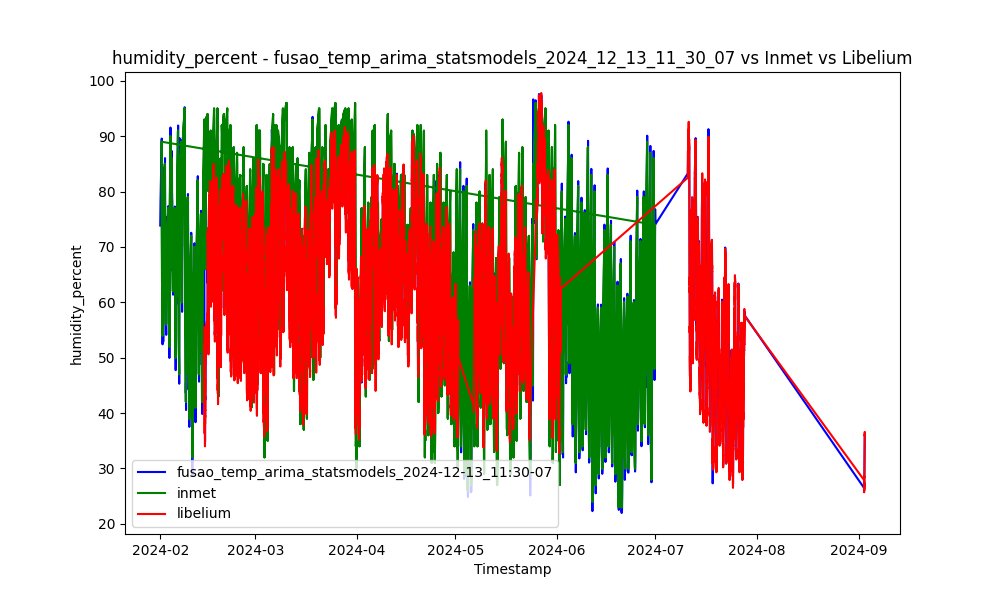 humidity_percent - fusao_temp_arima_statsmodels_2024_12_13_11_30_07 vs Inmet vs Libelium
100
90
80
70
60
50
40
30
20
humidity_percent
fusao_temp_arima_statsmodels_2024-12-13_11:30-07
inmet
libelium
2024-02 2024-03 2024-04 2024-05 2024-06 2024-07 2024-08 2024-09
Timestamp